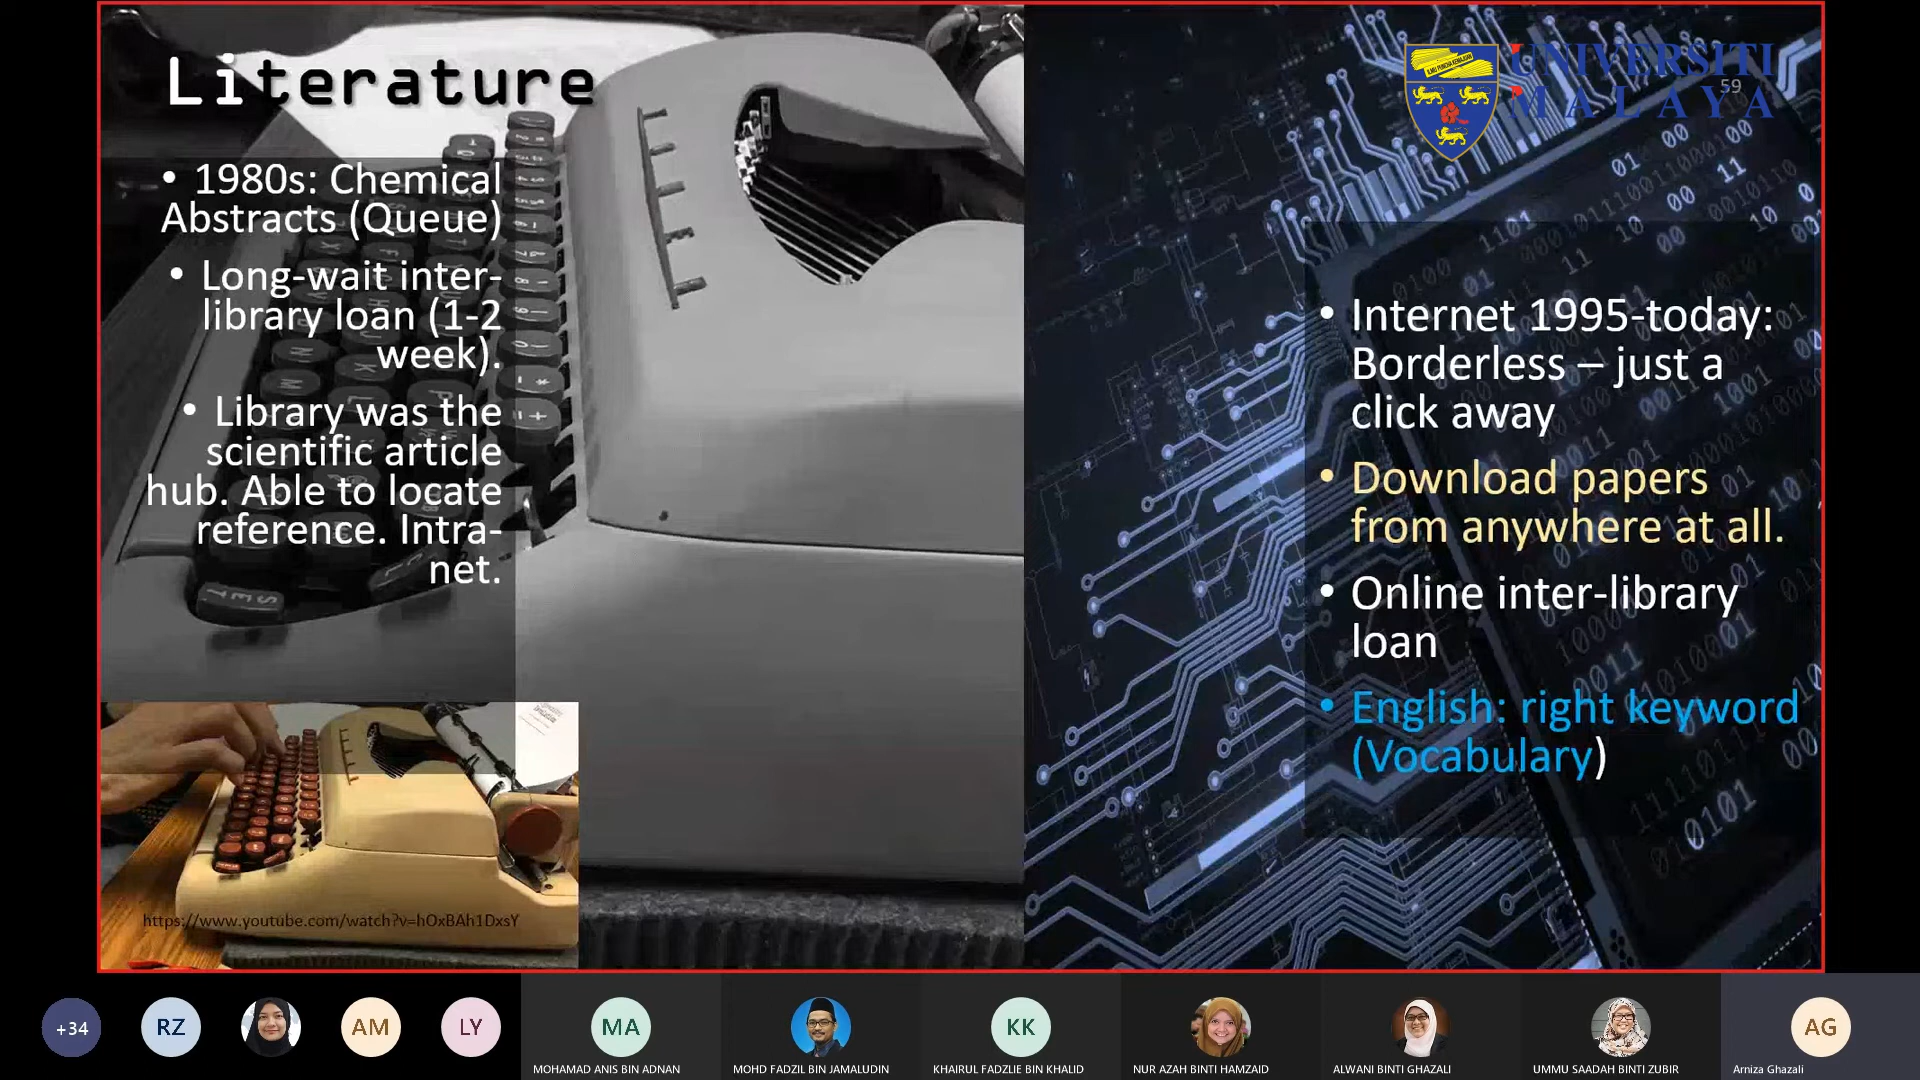 Literature
• 1980s: Chemical
Abstracts (Queue)
• Long-wait inter-
library loan (1-2
week).
• Library was the
scientific article
hub. Able to locate
reference. Intra-
net.
https://www.youtube.com/watch?v=hOxBAh1DxsY
UNIVERSITI
MALAYA
59
• Internet 1995-today:
Borderless – just a
click away
• Download papers
from anywhere at all.
• Online inter-library
loan
• English: right keyword
(Vocabulary)
+34
RZ
AM
LY
MA
MOHAMAD ANIS BIN ADNAN
MOHD FADZIL BIN JAMALUDIN
KK
KHAIRUL FADZLIE BIN KHALID
NUR AZAH BINTI HAMZAID
ALWANI BINTI GHAZALI
UMMU SAADAH BINTI ZUBIR
AG
Arniza Ghazali